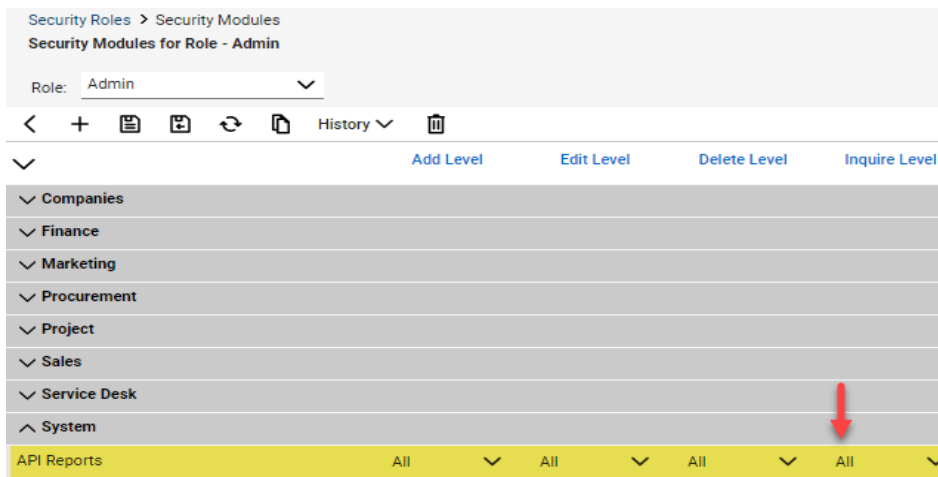 Security Roles > Security Modules
Security Modules for Role - Admin
Role: Admin
History
Add Level Edit Level Delete Level Inquire Level
Companies
Finance
Marketing
Procurement
Project
Sales
Service Desk
System
API Reports All All All All